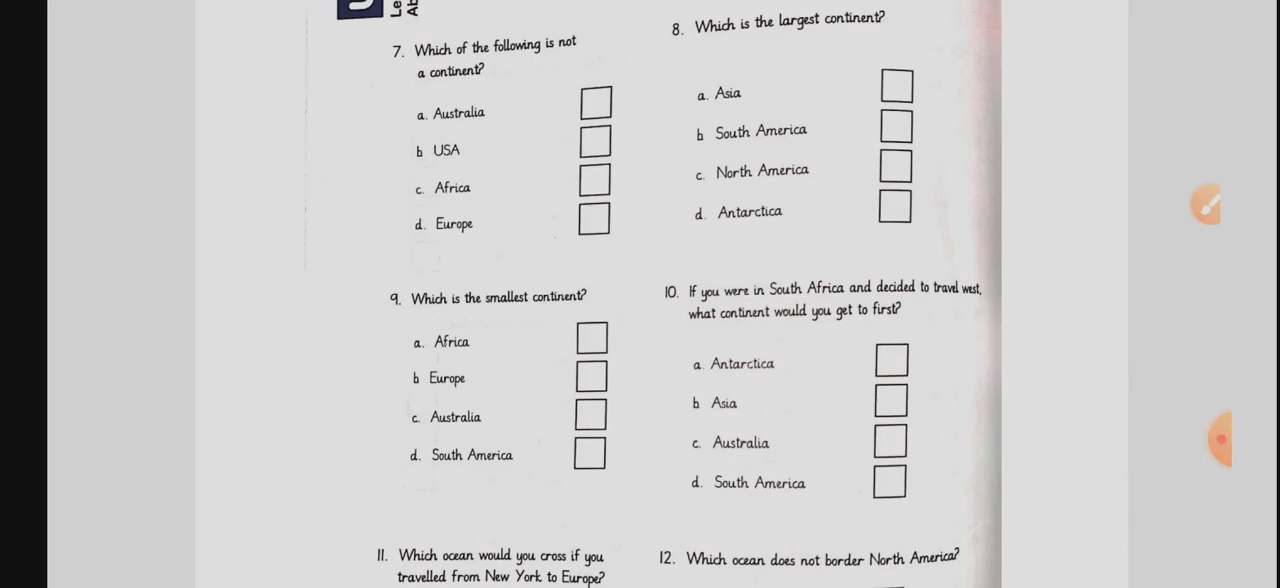 Le
Ab
7. Which of the following is not
a continent?
a. Australia
b USA
c. Africa
d. Europe
8. Which is the largest continent?
a. Asia
b South America
c. North America
d. Antarctica
9. Which is the smallest continent?
a. Africa
b Europe
c. Australia
d. South America
10. If you were in South Africa and decided to travel west,
what continent would you get to first?
a. Antarctica
b Asia
c. Australia
d. South America
11. Which ocean would you cross if you
travelled from New York to Europe?
12. Which ocean does not border North America?